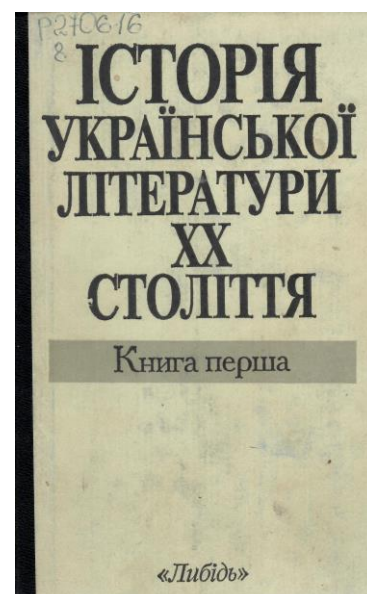 Р270616
8
ІСТОРІЯ
УКРАЇНСЬКОЇ
ЛІТЕРАТУРИ
XX
СТОЛІТТЯ
Книга перша
«Либідь»